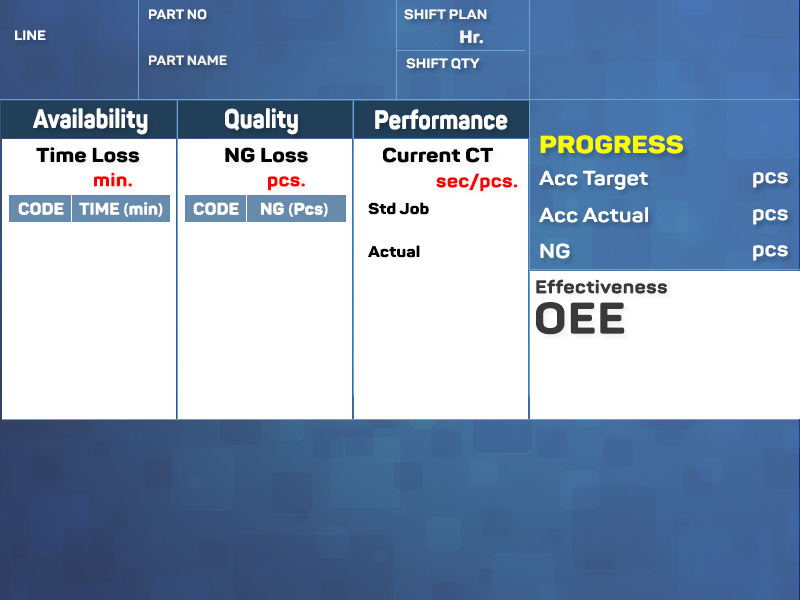 LINE
PART NO
PART NAME
SHIFT PLAN
Hr.
SHIFT QTY
Availability
Time Loss
min.
CODE TIME (min)
Quality
NG Loss
pcs.
CODE NG (Pcs)
Performance
Current CT
sec/pcs.
Std Job
Actual
PROGRESS
Acc Target pcs
Acc Actual pcs
NG pcs
Effectiveness
OEE